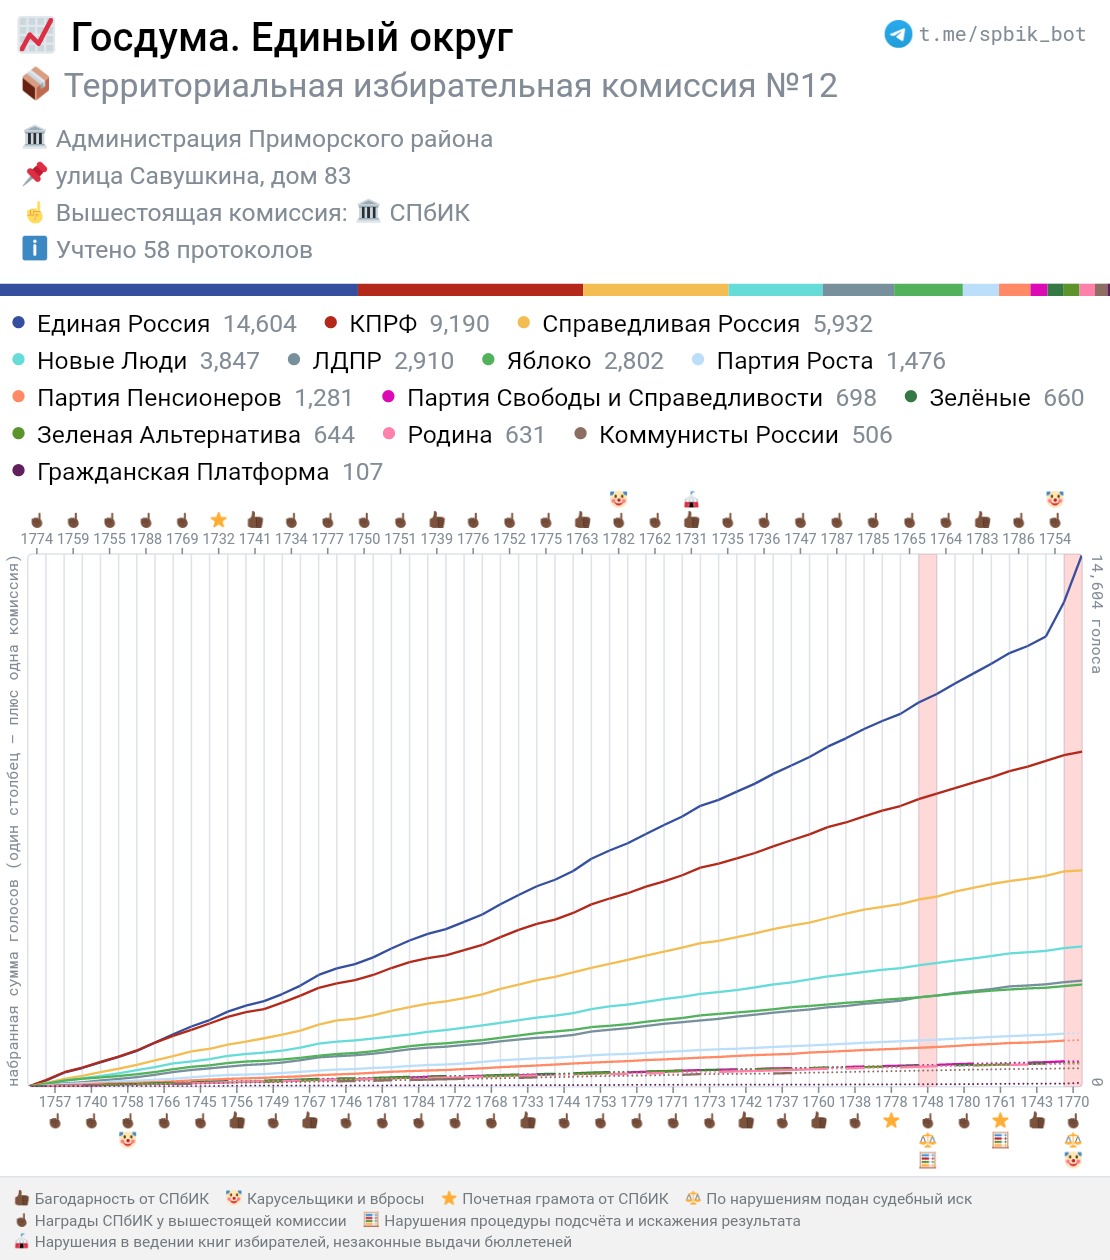 Госдума. Единый округ
t.me/spbik_bot
Территориальная избирательная комиссия №12
Администрация Приморского района
улица Савушкина, дом 83
Вышестоящая комиссия: СПбИК
Учтено 58 протоколов
Единая Россия 14,604 КПРФ 9,190 Справедливая Россия 5,932
Новые Люди 3,847 ЛДПР 2,910 Яблоко 2,802 Партия Роста 1,476
Партия Пенсионеров 1,281 Партия Свободы и Справедливости 698 Зелёные 660
Зеленая Альтернатива 644 Родина 631 Коммунисты России 506
Гражданская Платформа 107
1774 1759 1755 1788 1769 1732 1741 1734 1777 1750 1751 1739 1776 1752 1775 1763 1782 1762 1731 1735 1736 1747 1787 1785 1765 1764 1783 1786 1754
набранная сумма голосов (один столбец — плюс одна комиссия)
14,604 голоса
0
1757 1740 1758 1766 1745 1756 1749 1767 1746 1781 1784 1772 1768 1733 1744 1753 1779 1771 1773 1742 1737 1760 1738 1778 1748 1780 1761 1743 1770
Багодарность от СПбИК Карусельщики и вбросы Почетная грамота от СПбИК По нарушениям подан судебный иск
Награды СПбИК у вышестоящей комиссии Нарушения процедуры подсчёта и искажения результата
Нарушения в ведении книг избирателей, незаконные выдачи бюллетеней